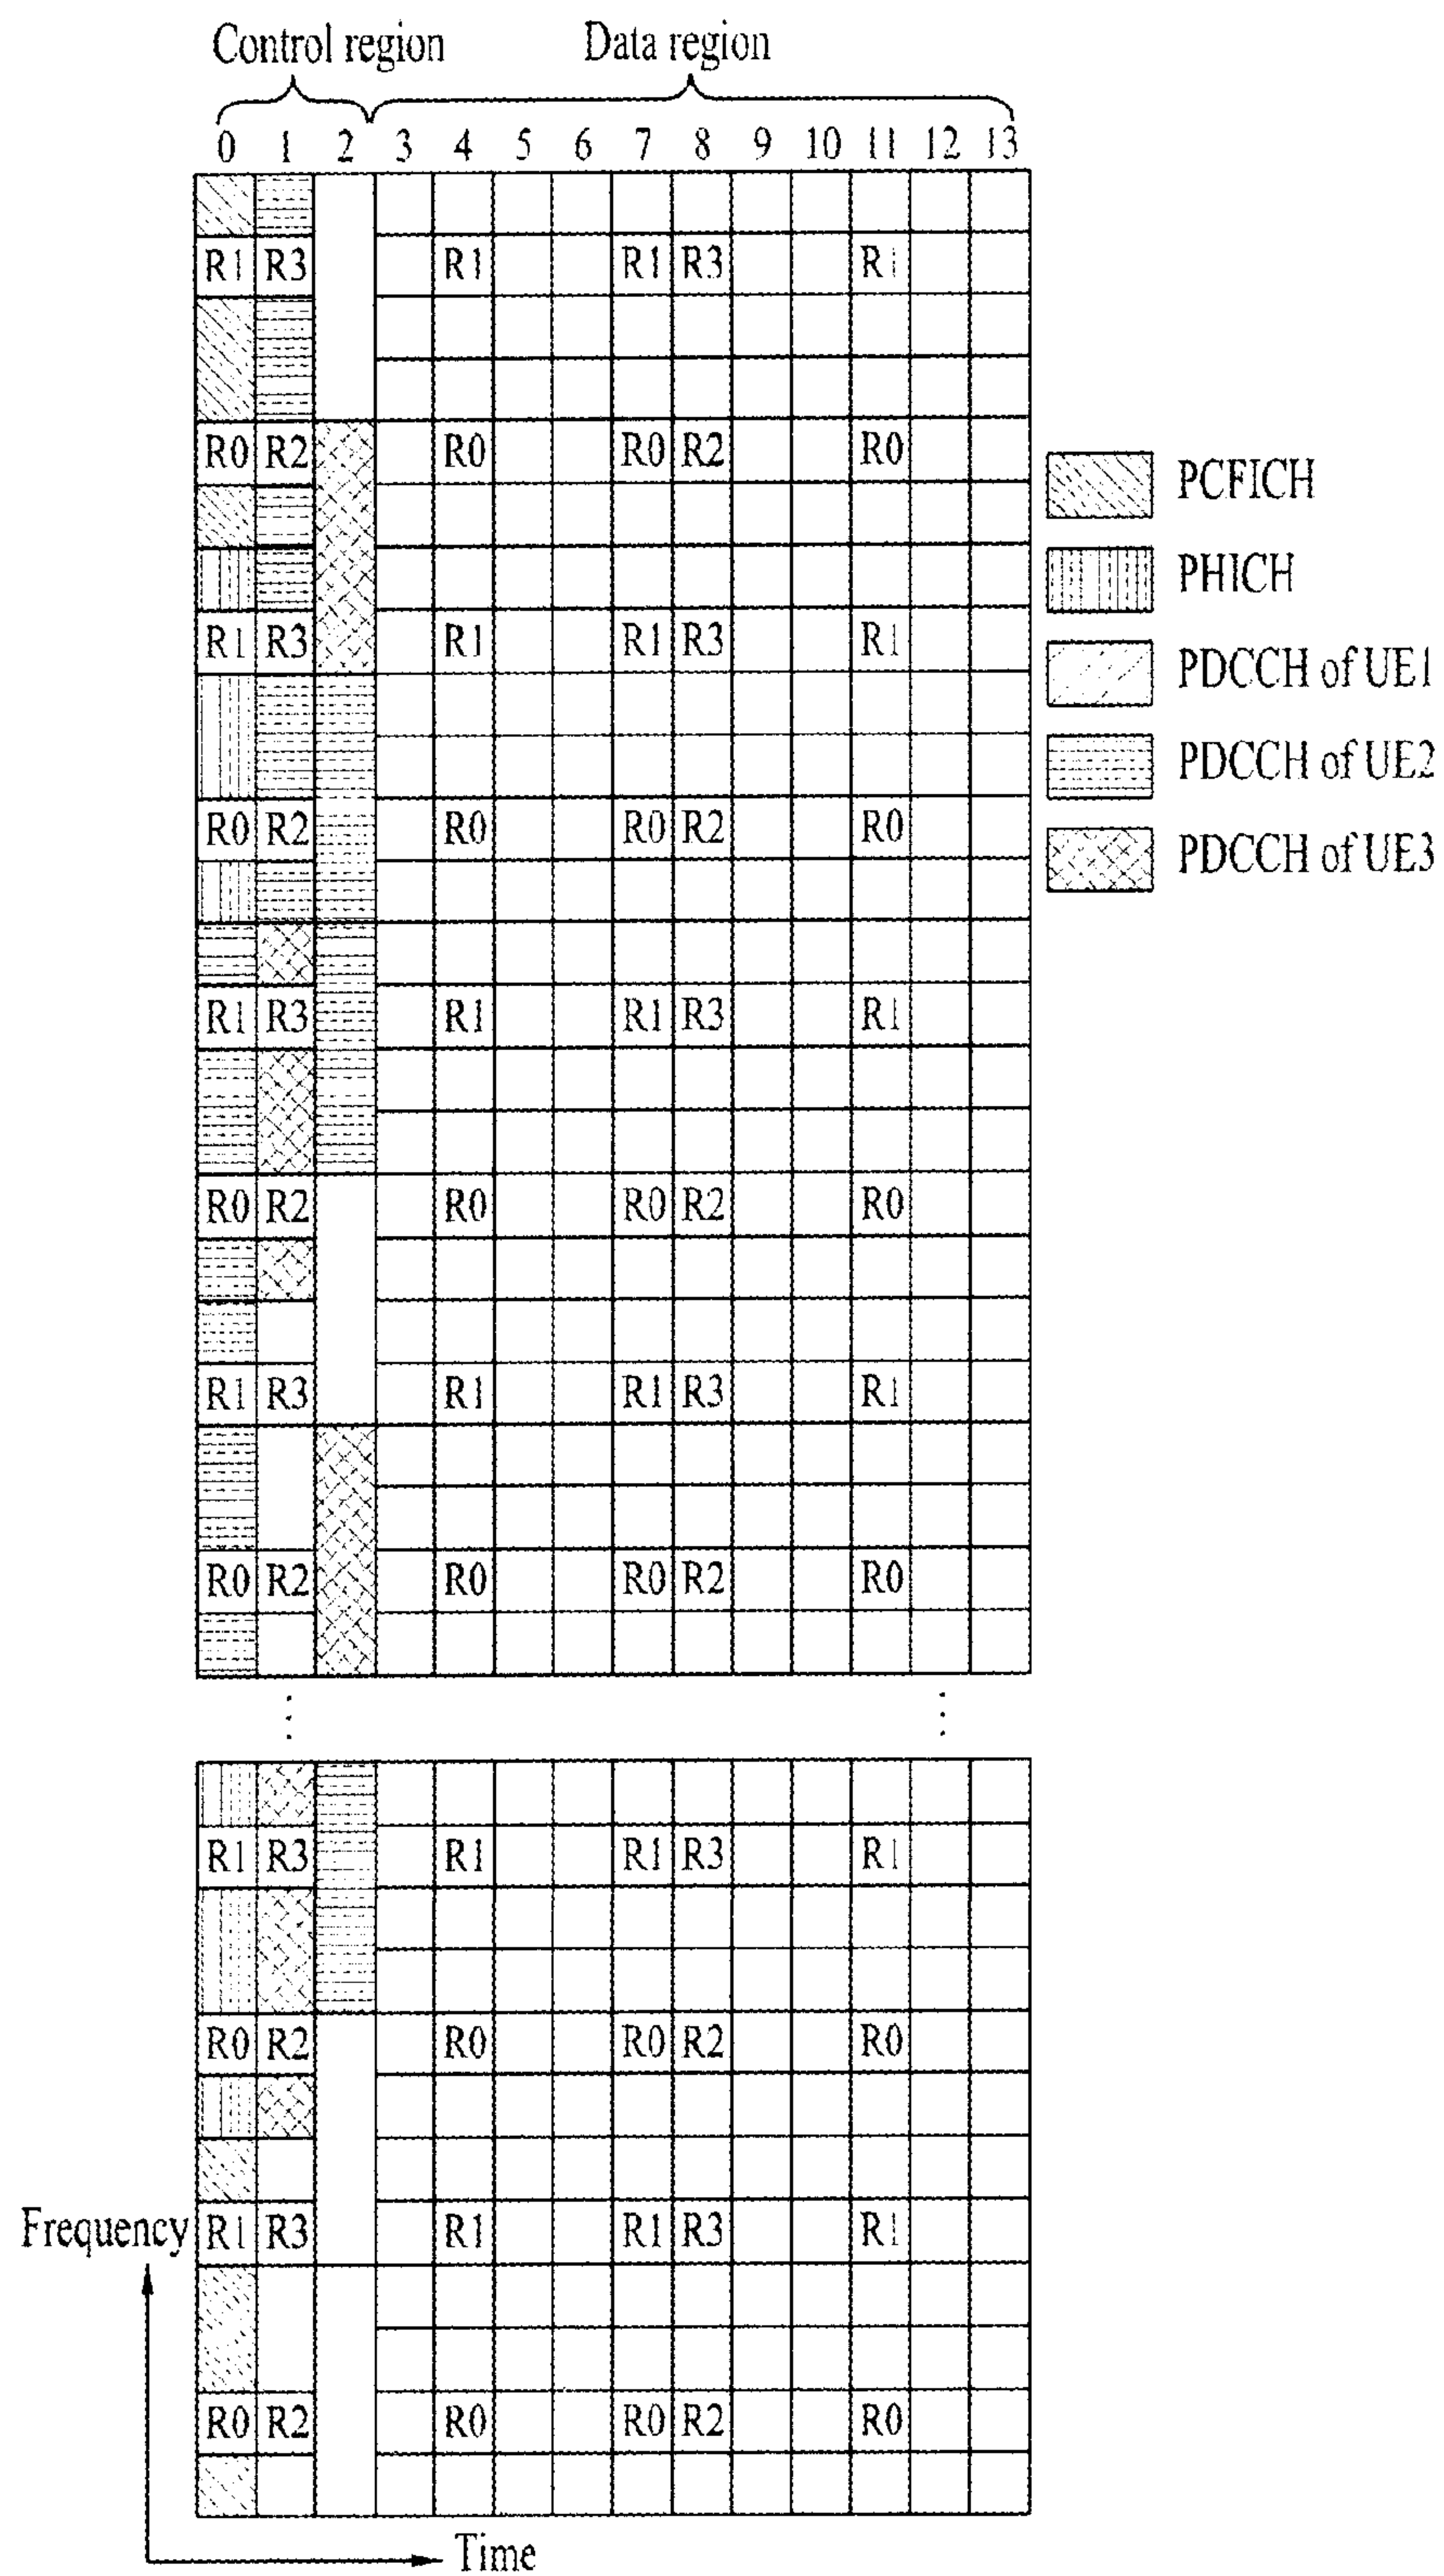 Control region Data region
0 1 2 3 4 5 6 7 8 9 10 11 12 13
R1 R3 R1 R1 R3 R1
R0 R2 R0 R0 R2 R0
PCFICH
PHICH
R1 R3 R1 R1 R3 R1
PDCCH of UE1
PDCCH of UE2
R0 R2 R0 R0 R2 R0
PDCCH of UE3
R1 R3 R1 R1 R3 R1
R0 R2 R0 R0 R2 R0
R1 R3 R1 R1 R3 R1
R0 R2 R0 R0 R2 R0
R1 R3 R1 R1 R3 R1
R0 R2 R0 R0 R2 R0
Frequency R1 R3 R1 R1 R3 R1
R0 R2 R0 R0 R2 R0
Time